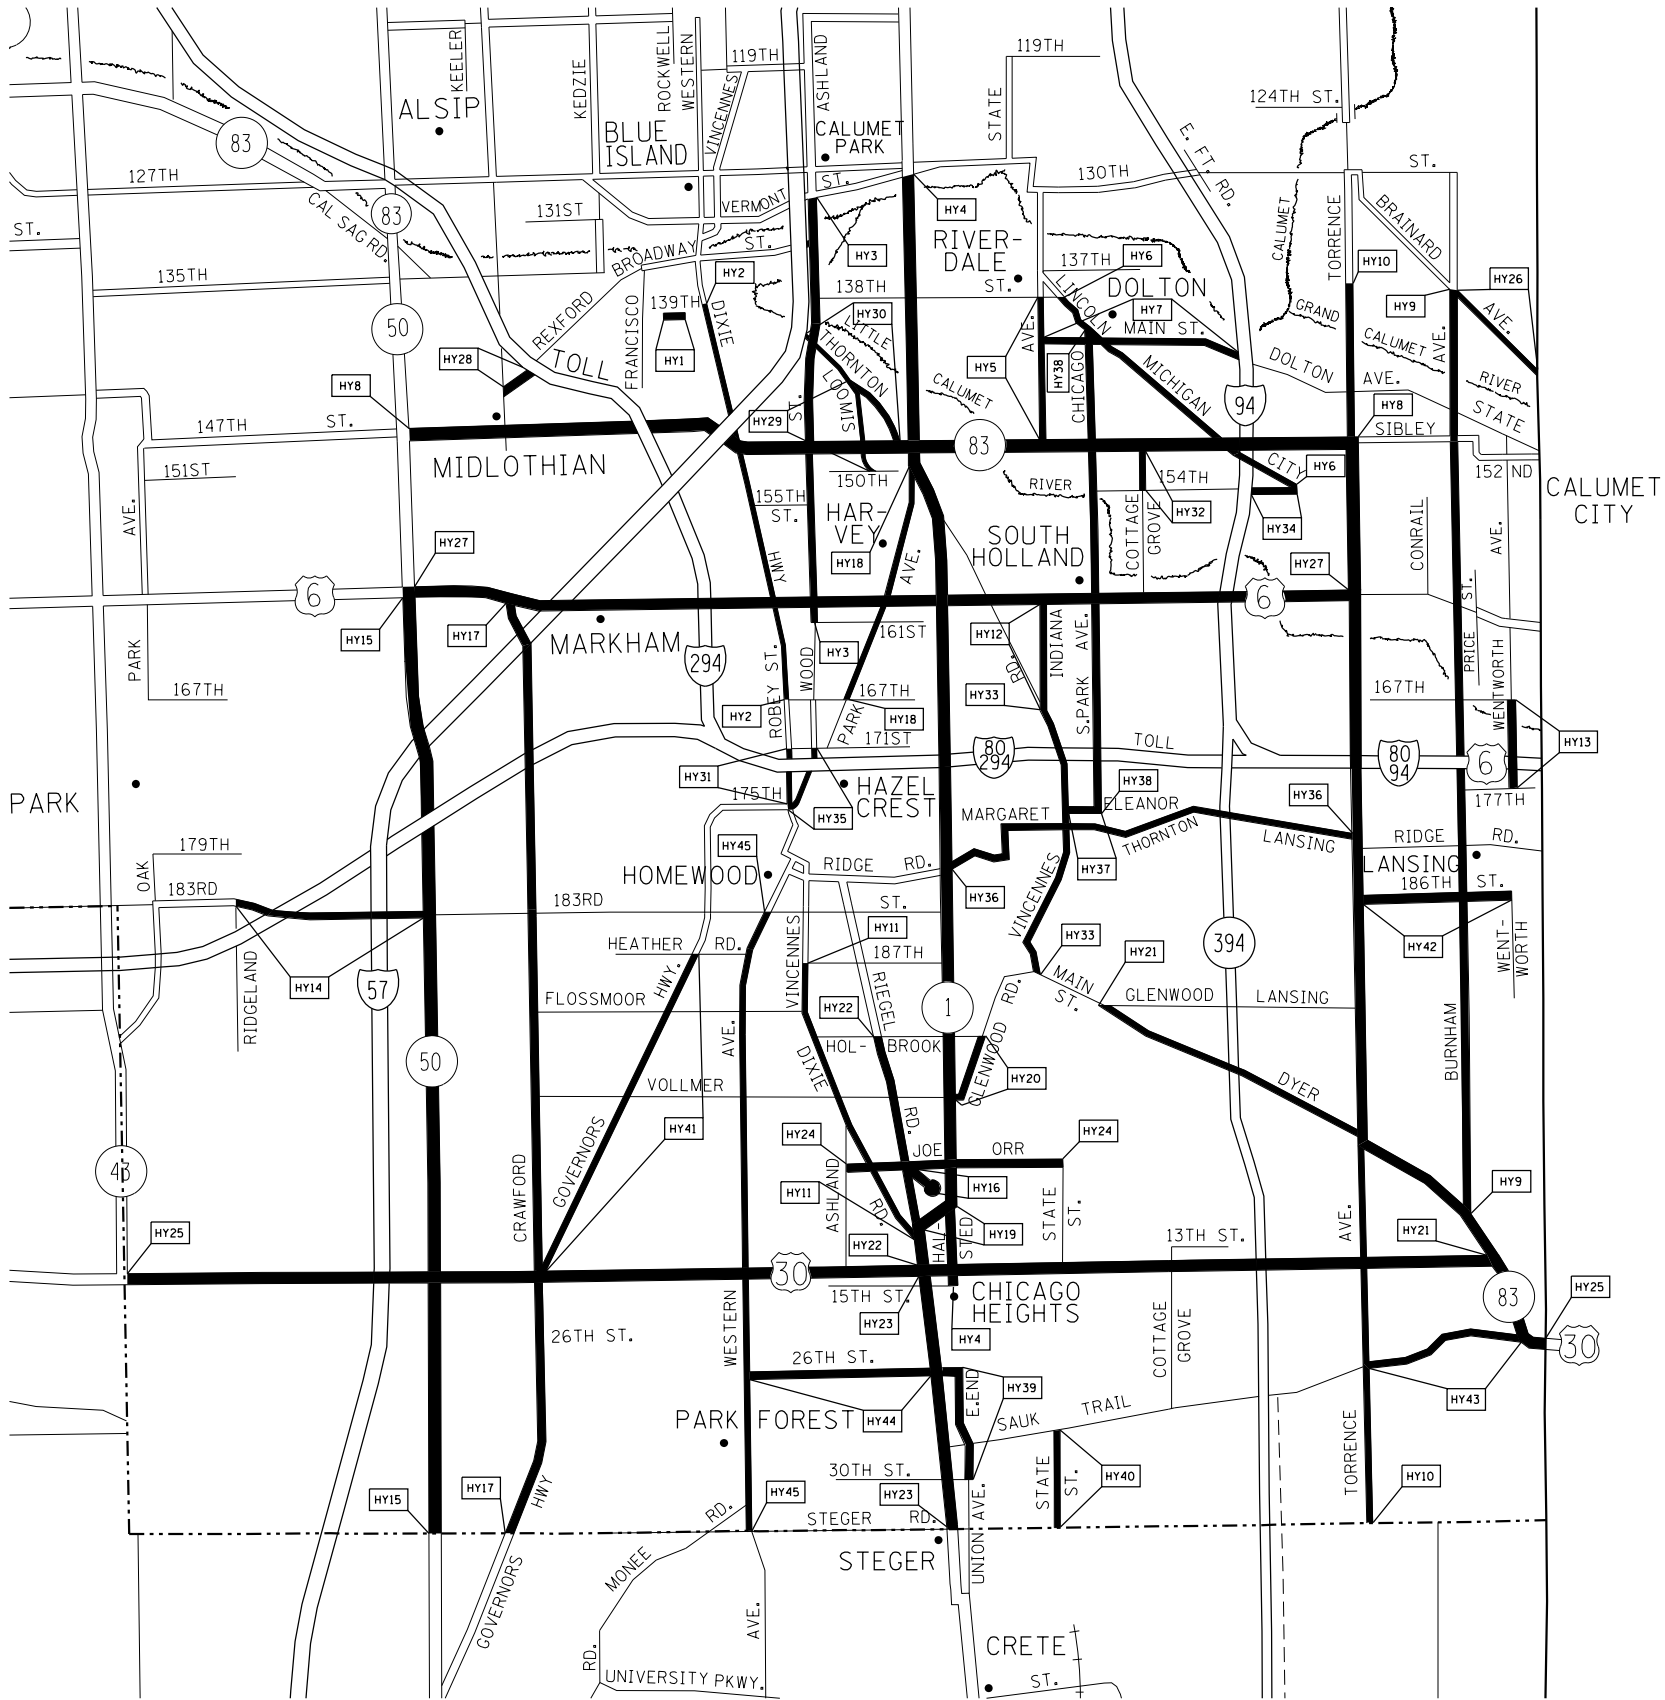 119TH
KEELER
ROCKWELL
WESTERN
119TH
ASHLAND
KEDZIE
STATE
124TH ST.
ALSIP
VINCENNES
E. FT. RD.
83
BLUE
ISLAND
CALUMET
PARK
130TH
ST.
127TH
ST.
83
CAL SAG RD.
131ST
VERMONT
HY4
CALUMET
TORRENCE
BRAINARD
ST.
BROADWAY
ST.
HY3
RIVER-
DALE
137TH
HY6
HY10
135TH
HY2
138TH
ST.
DOLTON
HY26
REXFORD
FRANCISCO
139TH
DIXIE
HY30
LITTLE
LINCOLN
HY7
MAIN ST.
GRAND
HY9
AVE.
50
HY1
THORNTON
AVE.
AVE.
CALUMET
HY28
TOLL
HY5
HY38
CHICAGO
MICHIGAN
DOLTON
AVE.
RIVER
HY8
LOOMIS
CALUMET
94
STATE
147TH
ST.
HY29
ST.
HY8
83
SIBLEY
MIDLOTHIAN
CITY
HY6
151ST
150TH
154TH
152 ND
CALUMET
CITY
155TH
ST.
RIVER
HY32
HY34
AVE.
HAR-
VEY
SOUTH
HOLLAND
COTTAGE
GROVE
CONRAIL
AVE.
HY27
HWY
HY18
AVE.
HY27
ST.
6
6
HY15
HY17
MARKHAM
161ST
HY12
INDIANA
AVE.
PARK
294
ROBEY ST.
WOOD
HY3
RD.
S.PARK
PRICE
WENTWORTH
167TH
167TH
HY33
167TH
HY2
PARK
HY18
171ST
TOLL
HY13
80
294
80
94
6
HY31
175TH
HAZEL
CREST
HY38
HY36
177TH
PARK
HY35
MARGARET
ELEANOR
THORNTON
LANSING
RIDGE
RD.
179TH
HY45
HOMEWOOD
RIDGE
RD.
HY37
LANSING
OAK
183RD
183RD
ST.
HY36
186TH
ST.
VINCENNES
HY11
VINCENNES
HY33
394
HY42
HEATHER
RD.
187TH
HY21
WENT-
WORTH
RIDGELAND
HY14
57
HWY.
RIEGEL
RD.
MAIN
ST.
FLOSSMOOR
HY22
1
GLENWOOD
LANSING
AVE.
HOL-
BROOK
50
DIXIE
HY20
GLENWOOD
BURNHAM
VOLLMER
DYER
GOVERNORS
HY41
RD.
HY24
HY24
JOE
ORR
43
CRAWFORD
ASHLAND
HY11
HY16
HY9
RD.
STATE
ST.
HY25
HY22
HAL-
STED
HY19
13TH ST.
AVE.
HY21
30
15TH ST.
CHICAGO
HEIGHTS
83
HY25
26TH ST.
WESTERN
HY23
HY4
COTTAGE
GROVE
30
26TH ST.
HY39
PARK FOREST
HY44
E.END
TRAIL
HY43
SAUK
HWY
30TH ST.
STATE
ST.
HY40
TORRENCE
HY10
HY15
HY17
HY45
HY23
RD.
STEGER
RD.
UNION AVE.
STEGER
GOVERNORS
MONEE
AVE.
CRETE
RD.
UNIVERSITY PKWY.
ST.